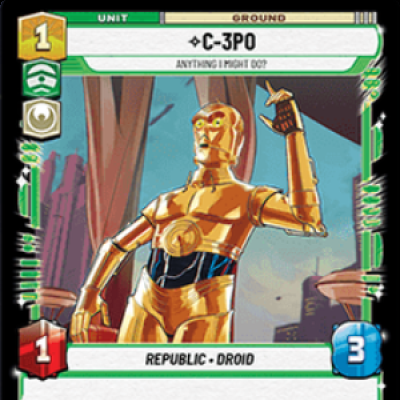 UNIT
GROUND
1
✧C-3PO
ANYTHING I MIGHT DO?
1
REPUBLIC • DROID
3